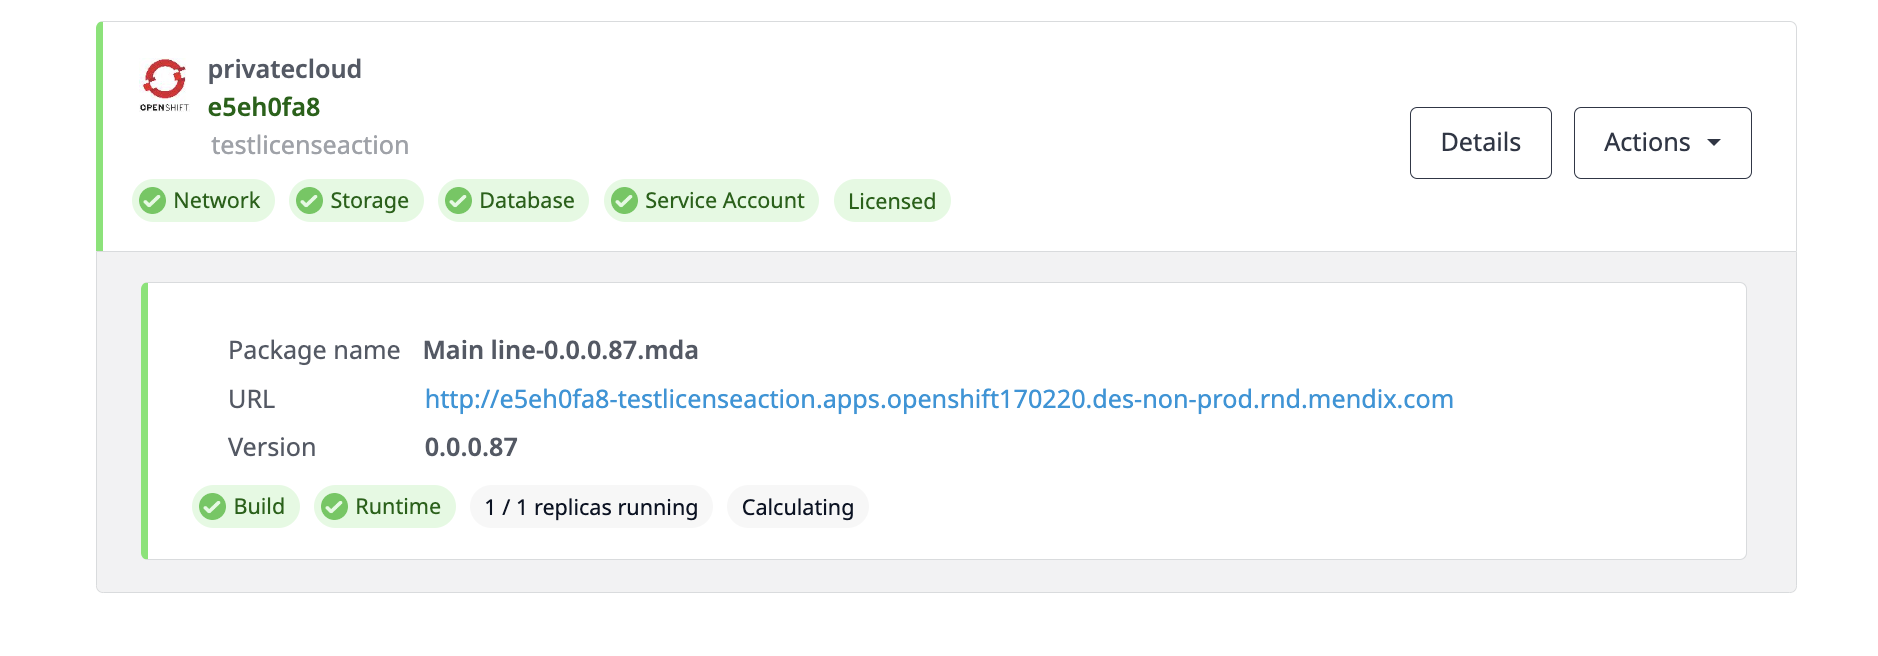 OPENSHIFT
privatecloud
e5eh0fa8
testlicenseaction
Details
Actions
Network
Storage
Database
Service Account
Licensed
Package name Main line-0.0.0.87.mda
URL http://e5eh0fa8-testlicenseaction.apps.openshift170220.des-non-prod.rnd.mendix.com
Version 0.0.0.87
Build
Runtime
1 / 1 replicas running
Calculating